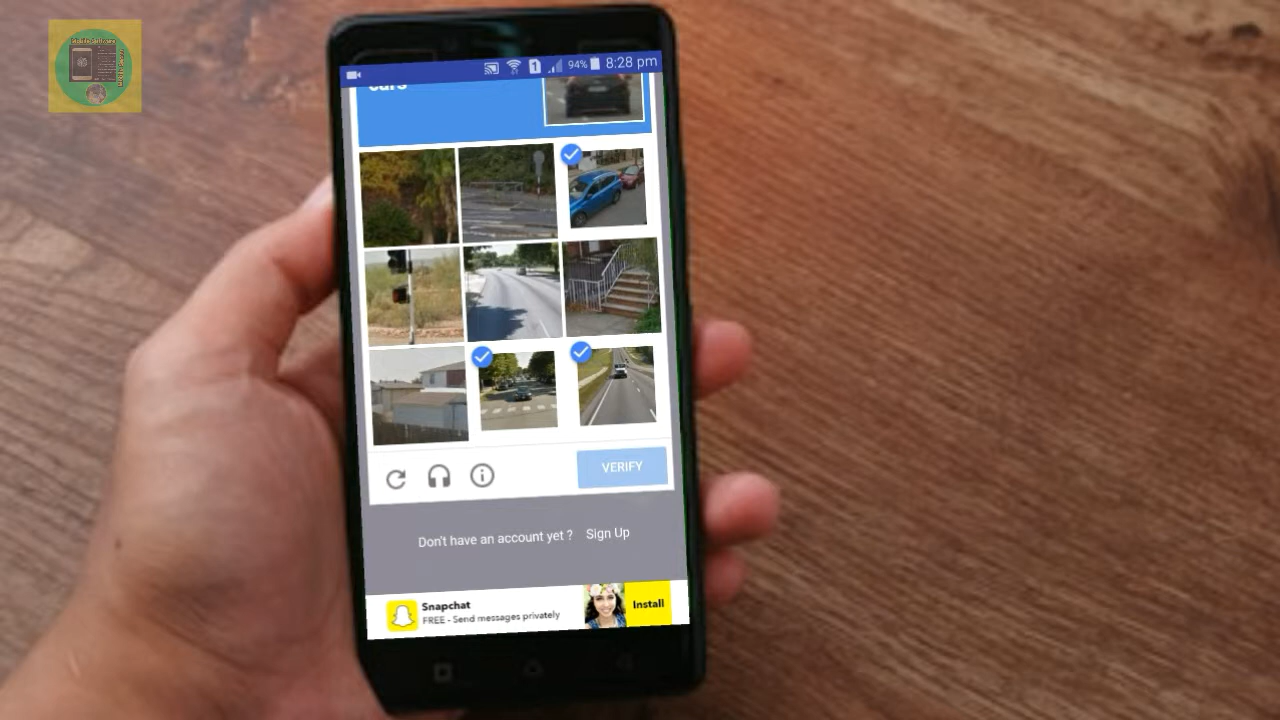 1 94% 8:28 pm
cars
VERIFY
Don't have an account yet ? Sign Up
Snapchat
FREE - Send messages privately
Install